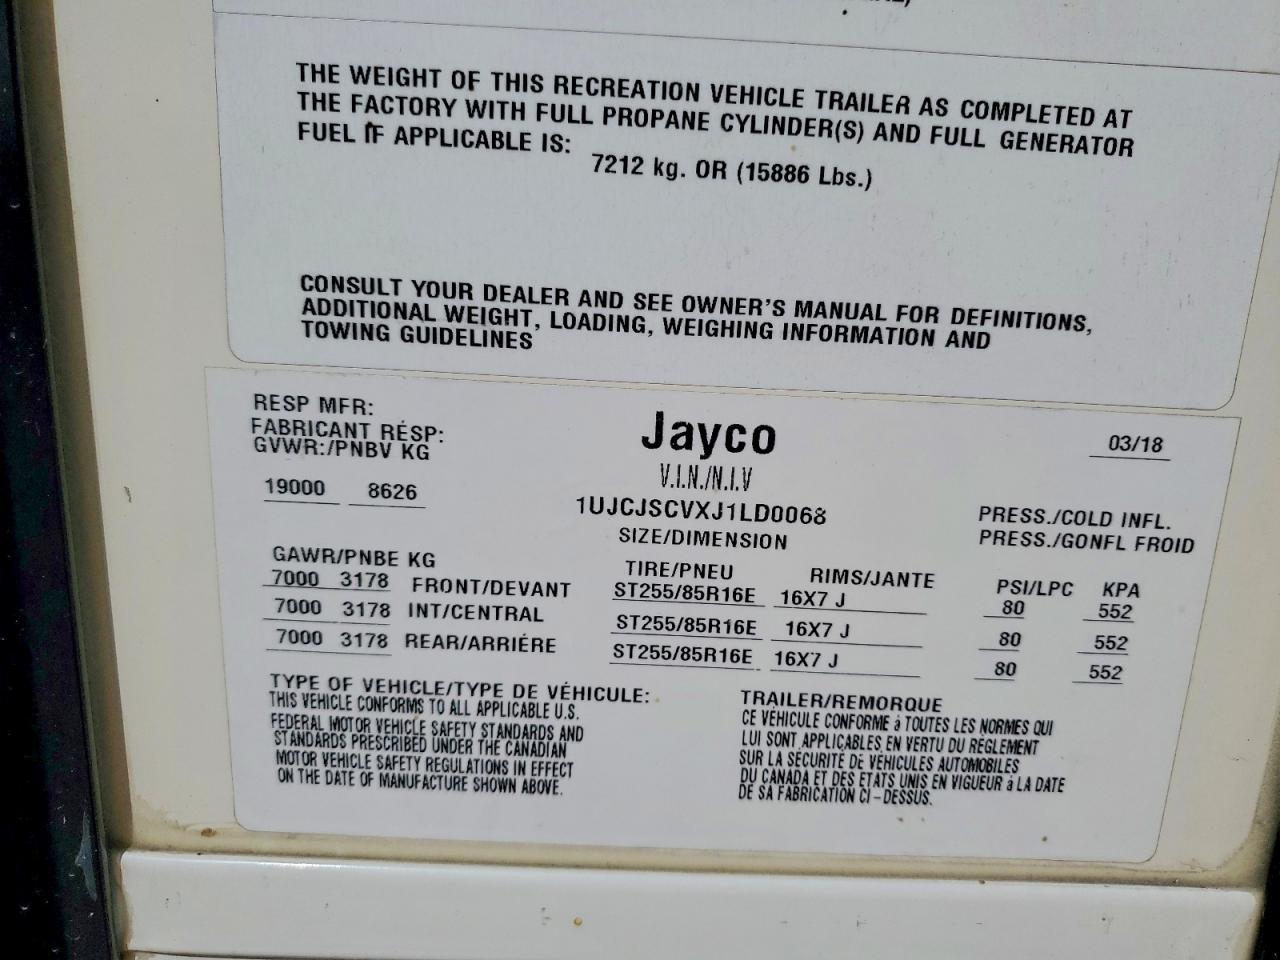 THE WEIGHT OF THIS RECREATION VEHICLE TRAILER AS COMPLETED AT
THE FACTORY WITH FULL PROPANE CYLINDER(S) AND FULL GENERATOR
FUEL IF APPLICABLE IS:
7212 kg. OR (15886 Lbs.)
CONSULT YOUR DEALER AND SEE OWNER'S MANUAL FOR DEFINITIONS,
ADDITIONAL WEIGHT, LOADING, WEIGHING INFORMATION AND
TOWING GUIDELINES
RESP MFR:
FABRICANT RÉSP:
GVWR:/PNBV KG
19000 8626
Jayco
V.I.N./N.I.V
1UJCJSCVXJ1LD0068
SIZE/DIMENSION
03/18
PRESS./COLD INFL.
PRESS./GONFL FROID
GAWR/PNBE KG TIRE/PNEU RIMS/JANTE PSI/LPC KPA
7000 3178 FRONT/DEVANT ST255/85R16E 16X7 J 80 552
7000 3178 INT/CENTRAL ST255/85R16E 16X7 J 80 552
7000 3178 REAR/ARRIÉRE ST255/85R16E 16X7 J 80 552
TYPE OF VEHICLE/TYPE DE VÉHICULE:
THIS VEHICLE CONFORMS TO ALL APPLICABLE U.S.
FEDERAL MOTOR VEHICLE SAFETY STANDARDS AND
STANDARDS PRESCRIBED UNDER THE CANADIAN
MOTOR VEHICLE SAFETY REGULATIONS IN EFFECT
ON THE DATE OF MANUFACTURE SHOWN ABOVE.
TRAILER/REMORQUE
CE VÉHICULE CONFORME à TOUTES LES NORMES QUI
LUI SONT APPLICABLES EN VERTU DU RÈGLEMENT
SUR LA SÉCURITÉ DE VÉHICULES AUTOMOBILES
DU CANADA ET DES ETATS UNIS EN VIGUEUR à LA DATE
DE SA FABRICATION CI-DESSUS.